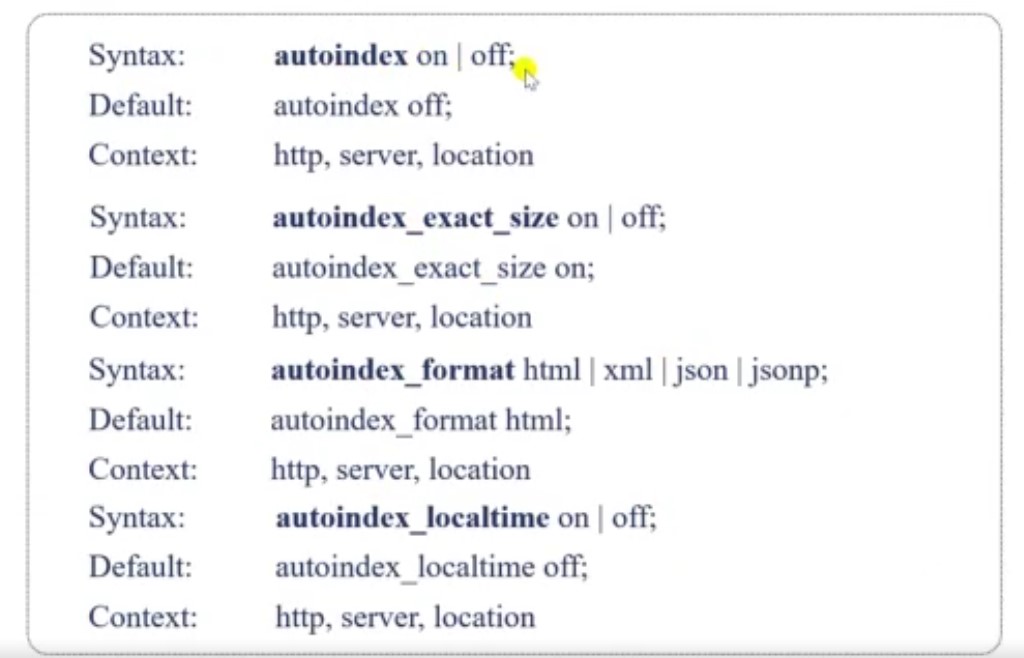 Syntax: autoindex on | off;
Default: autoindex off;
Context: http, server, location
Syntax: autoindex_exact_size on | off;
Default: autoindex_exact_size on;
Context: http, server, location
Syntax: autoindex_format html | xml | json | jsonp;
Default: autoindex_format html;
Context: http, server, location
Syntax: autoindex_localtime on | off;
Default: autoindex_localtime off;
Context: http, server, location